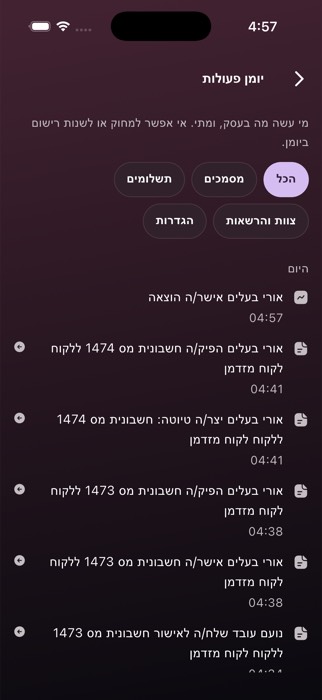 4:57
יומן פעולות
מי עשה מה בעסק, ומתי. אי אפשר למחוק או לשנות רישום
ביומן.
הכל
מסמכים
תשלומים
צוות והרשאות
הגדרות
היום
אורי בעלים אישר/ה הוצאה
04:57
אורי בעלים הפיק/ה חשבונית מס 1474 ללקוח
לקוח מזדמן
04:41
אורי בעלים יצר/ה טיוטה: חשבונית מס 1474
ללקוח לקוח מזדמן
04:41
אורי בעלים הפיק/ה חשבונית מס 1473 ללקוח
לקוח מזדמן
04:38
אורי בעלים אישר/ה חשבונית מס 1473 ללקוח
לקוח מזדמן
04:38
נועם עובד שלח/ה לאישור חשבונית מס 1473
ללקוח לקוח מזדמן